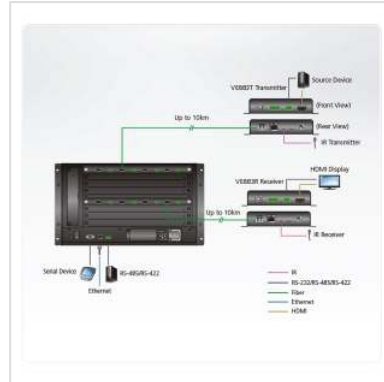 Source Device
VE883T Transmitter
(Front View)
Up to 10km
(Rear View)
IR Transmitter
HDMI Display
VE883R Receiver
Up to 10km
IR Receiver
Serial Device
RS-485/RS-422
Ethernet
IR
RS-232/RS-485/RS-422
Fiber
Ethernet
HDMI